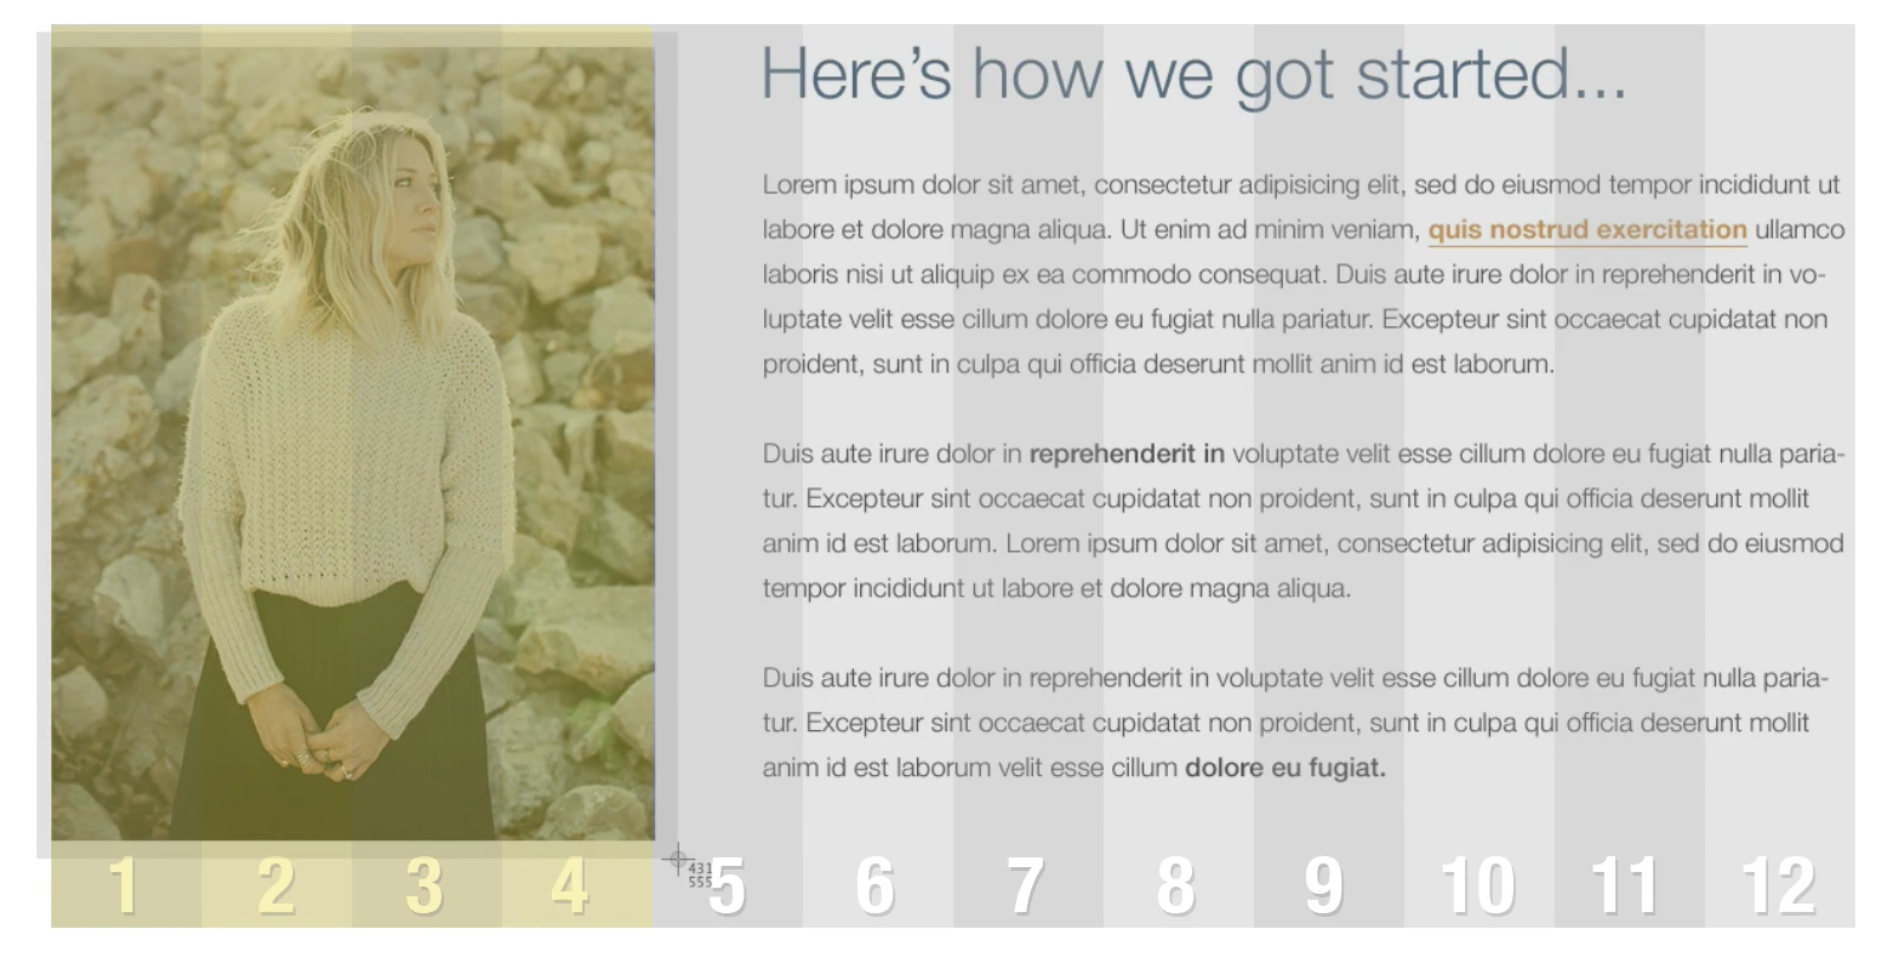 Here’s how we got started...
Lorem ipsum dolor sit amet, consectetur adipisicing elit, sed do eiusmod tempor incididunt ut
labore et dolore magna aliqua. Ut enim ad minim veniam, quis nostrud exercitation ullamco
laboris nisi ut aliquip ex ea commodo consequat. Duis aute irure dolor in reprehenderit in vo-
luptate velit esse cillum dolore eu fugiat nulla pariatur. Excepteur sint occaecat cupidatat non
proident, sunt in culpa qui officia deserunt mollit anim id est laborum.
Duis aute irure dolor in reprehenderit in voluptate velit esse cillum dolore eu fugiat nulla paria-
tur. Excepteur sint occaecat cupidatat non proident, sunt in culpa qui officia deserunt mollit
anim id est laborum. Lorem ipsum dolor sit amet, consectetur adipisicing elit, sed do eiusmod
tempor incididunt ut labore et dolore magna aliqua.
Duis aute irure dolor in reprehenderit in voluptate velit esse cillum dolore eu fugiat nulla paria-
tur. Excepteur sint occaecat cupidatat non proident, sunt in culpa qui officia deserunt mollit
anim id est laborum velit esse cillum dolore eu fugiat.
431
555
1 2 3 4 5 6 7 8 9 10 11 12